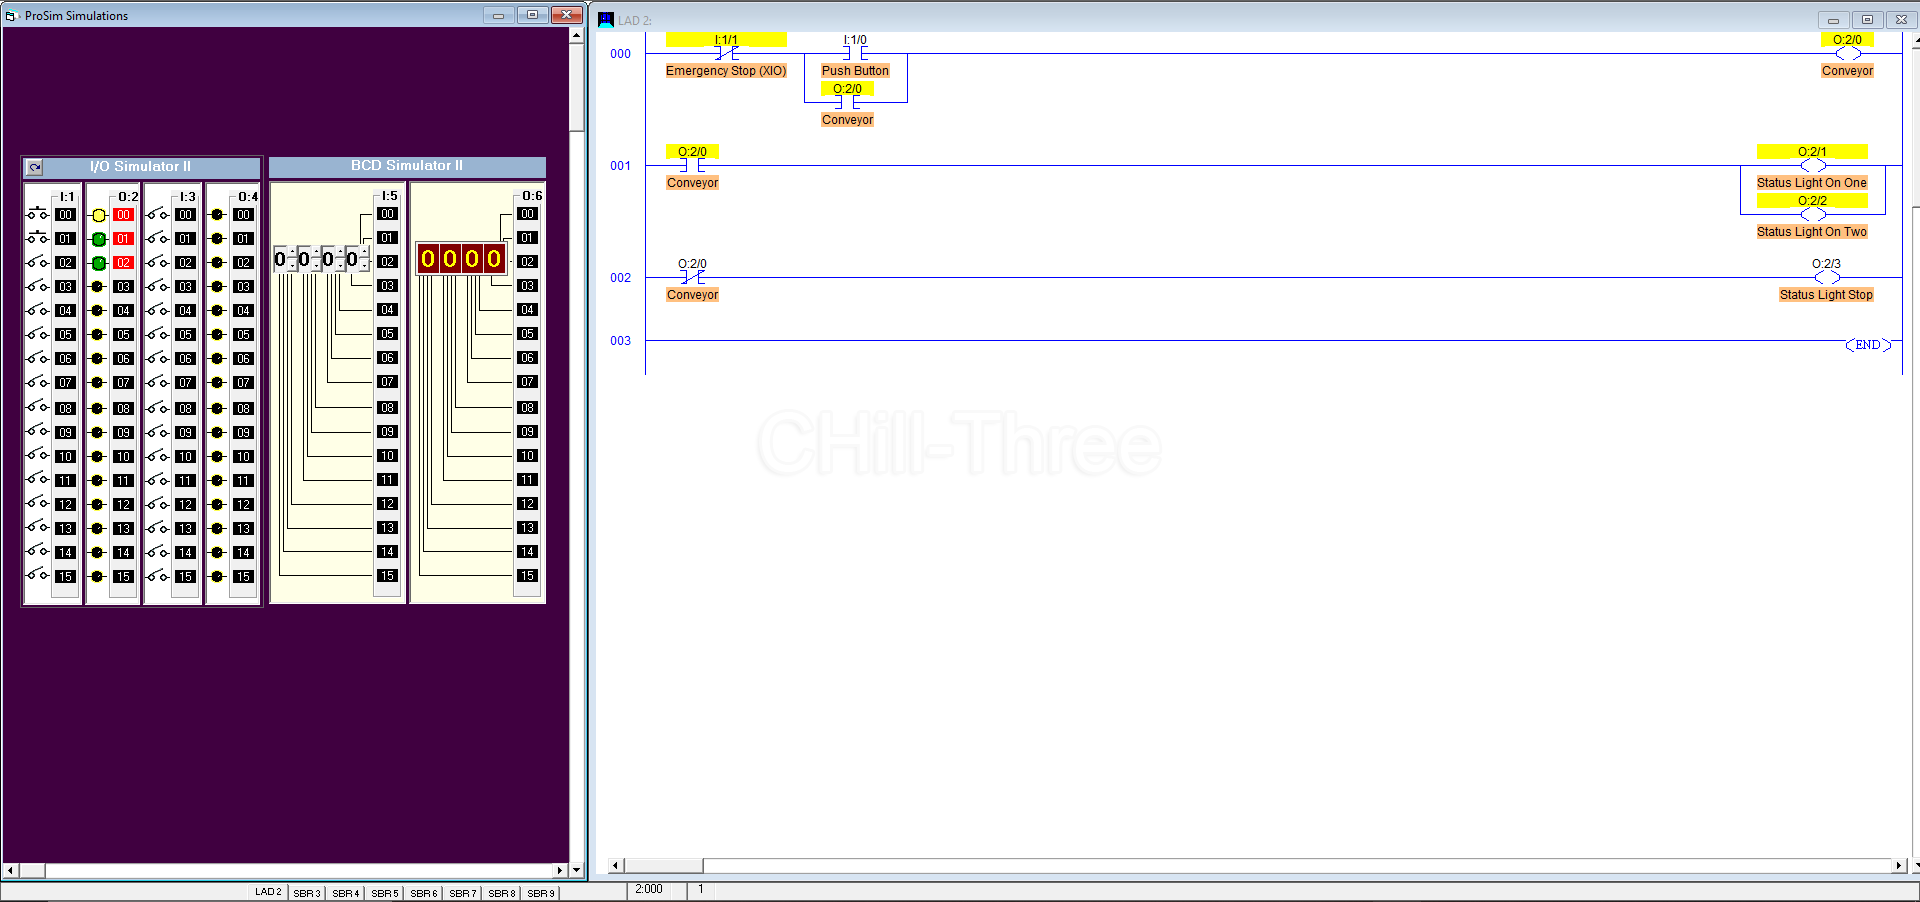 ProSim Simulations
I/O Simulator II
BCD Simulator II
I:1 O:2 I:3 O:4 I:5 O:6
00 00 00 00 00 00
01 01 01 01 01 01
02 02 02 02 02 02
0 0 0 0
0 0 0 0
03 03 03 03 03 03
04 04 04 04 04 04
05 05 05 05 05 05
06 06 06 06 06 06
07 07 07 07 07 07
08 08 08 08 08 08
09 09 09 09 09 09
10 10 10 10 10 10
11 11 11 11 11 11
12 12 12 12 12 12
13 13 13 13 13 13
14 14 14 14 14 14
15 15 15 15 15 15
LAD 2:
I:1/1 I:1/0 O:2/0
000
Emergency Stop (XIO) Push Button Conveyor
O:2/0
Conveyor
O:2/0 O:2/1
001
Conveyor Status Light On One
O:2/2
Status Light On Two
O:2/0 O:2/3
002
Conveyor Status Light Stop
003 END
CHill-Three
LAD 2 SBR 3 SBR 4 SBR 5 SBR 6 SBR 7 SBR 8 SBR 9 2:000 1